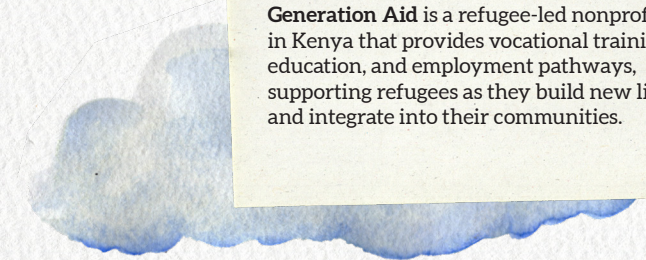 Generation Aid is a refugee-led nonprof
in Kenya that provides vocational traini
education, and employment pathways,
supporting refugees as they build new li
and integrate into their communities.